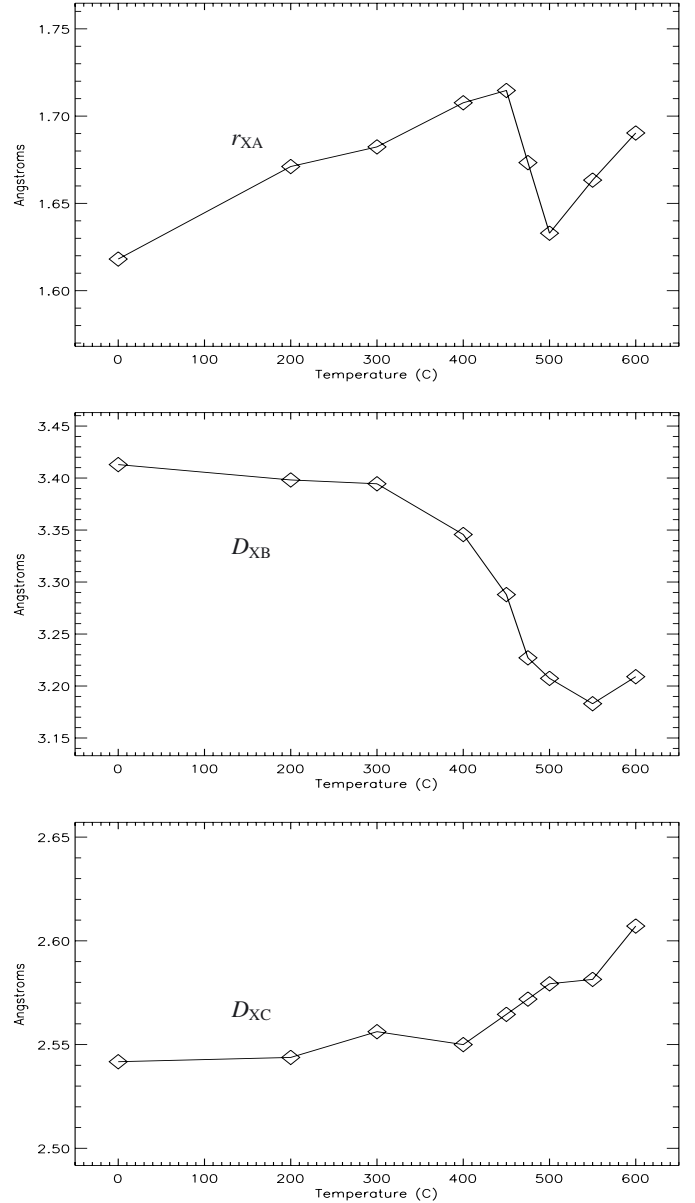 1.75
1.70
1.65
1.60
Angstroms
r_XA
0 100 200 300 400 500 600
Temperature (C)
3.45
3.40
3.35
3.30
3.25
3.20
3.15
Angstroms
D_XB
0 100 200 300 400 500 600
Temperature (C)
2.65
2.60
2.55
2.50
Angstroms
D_XC
0 100 200 300 400 500 600
Temperature (C)